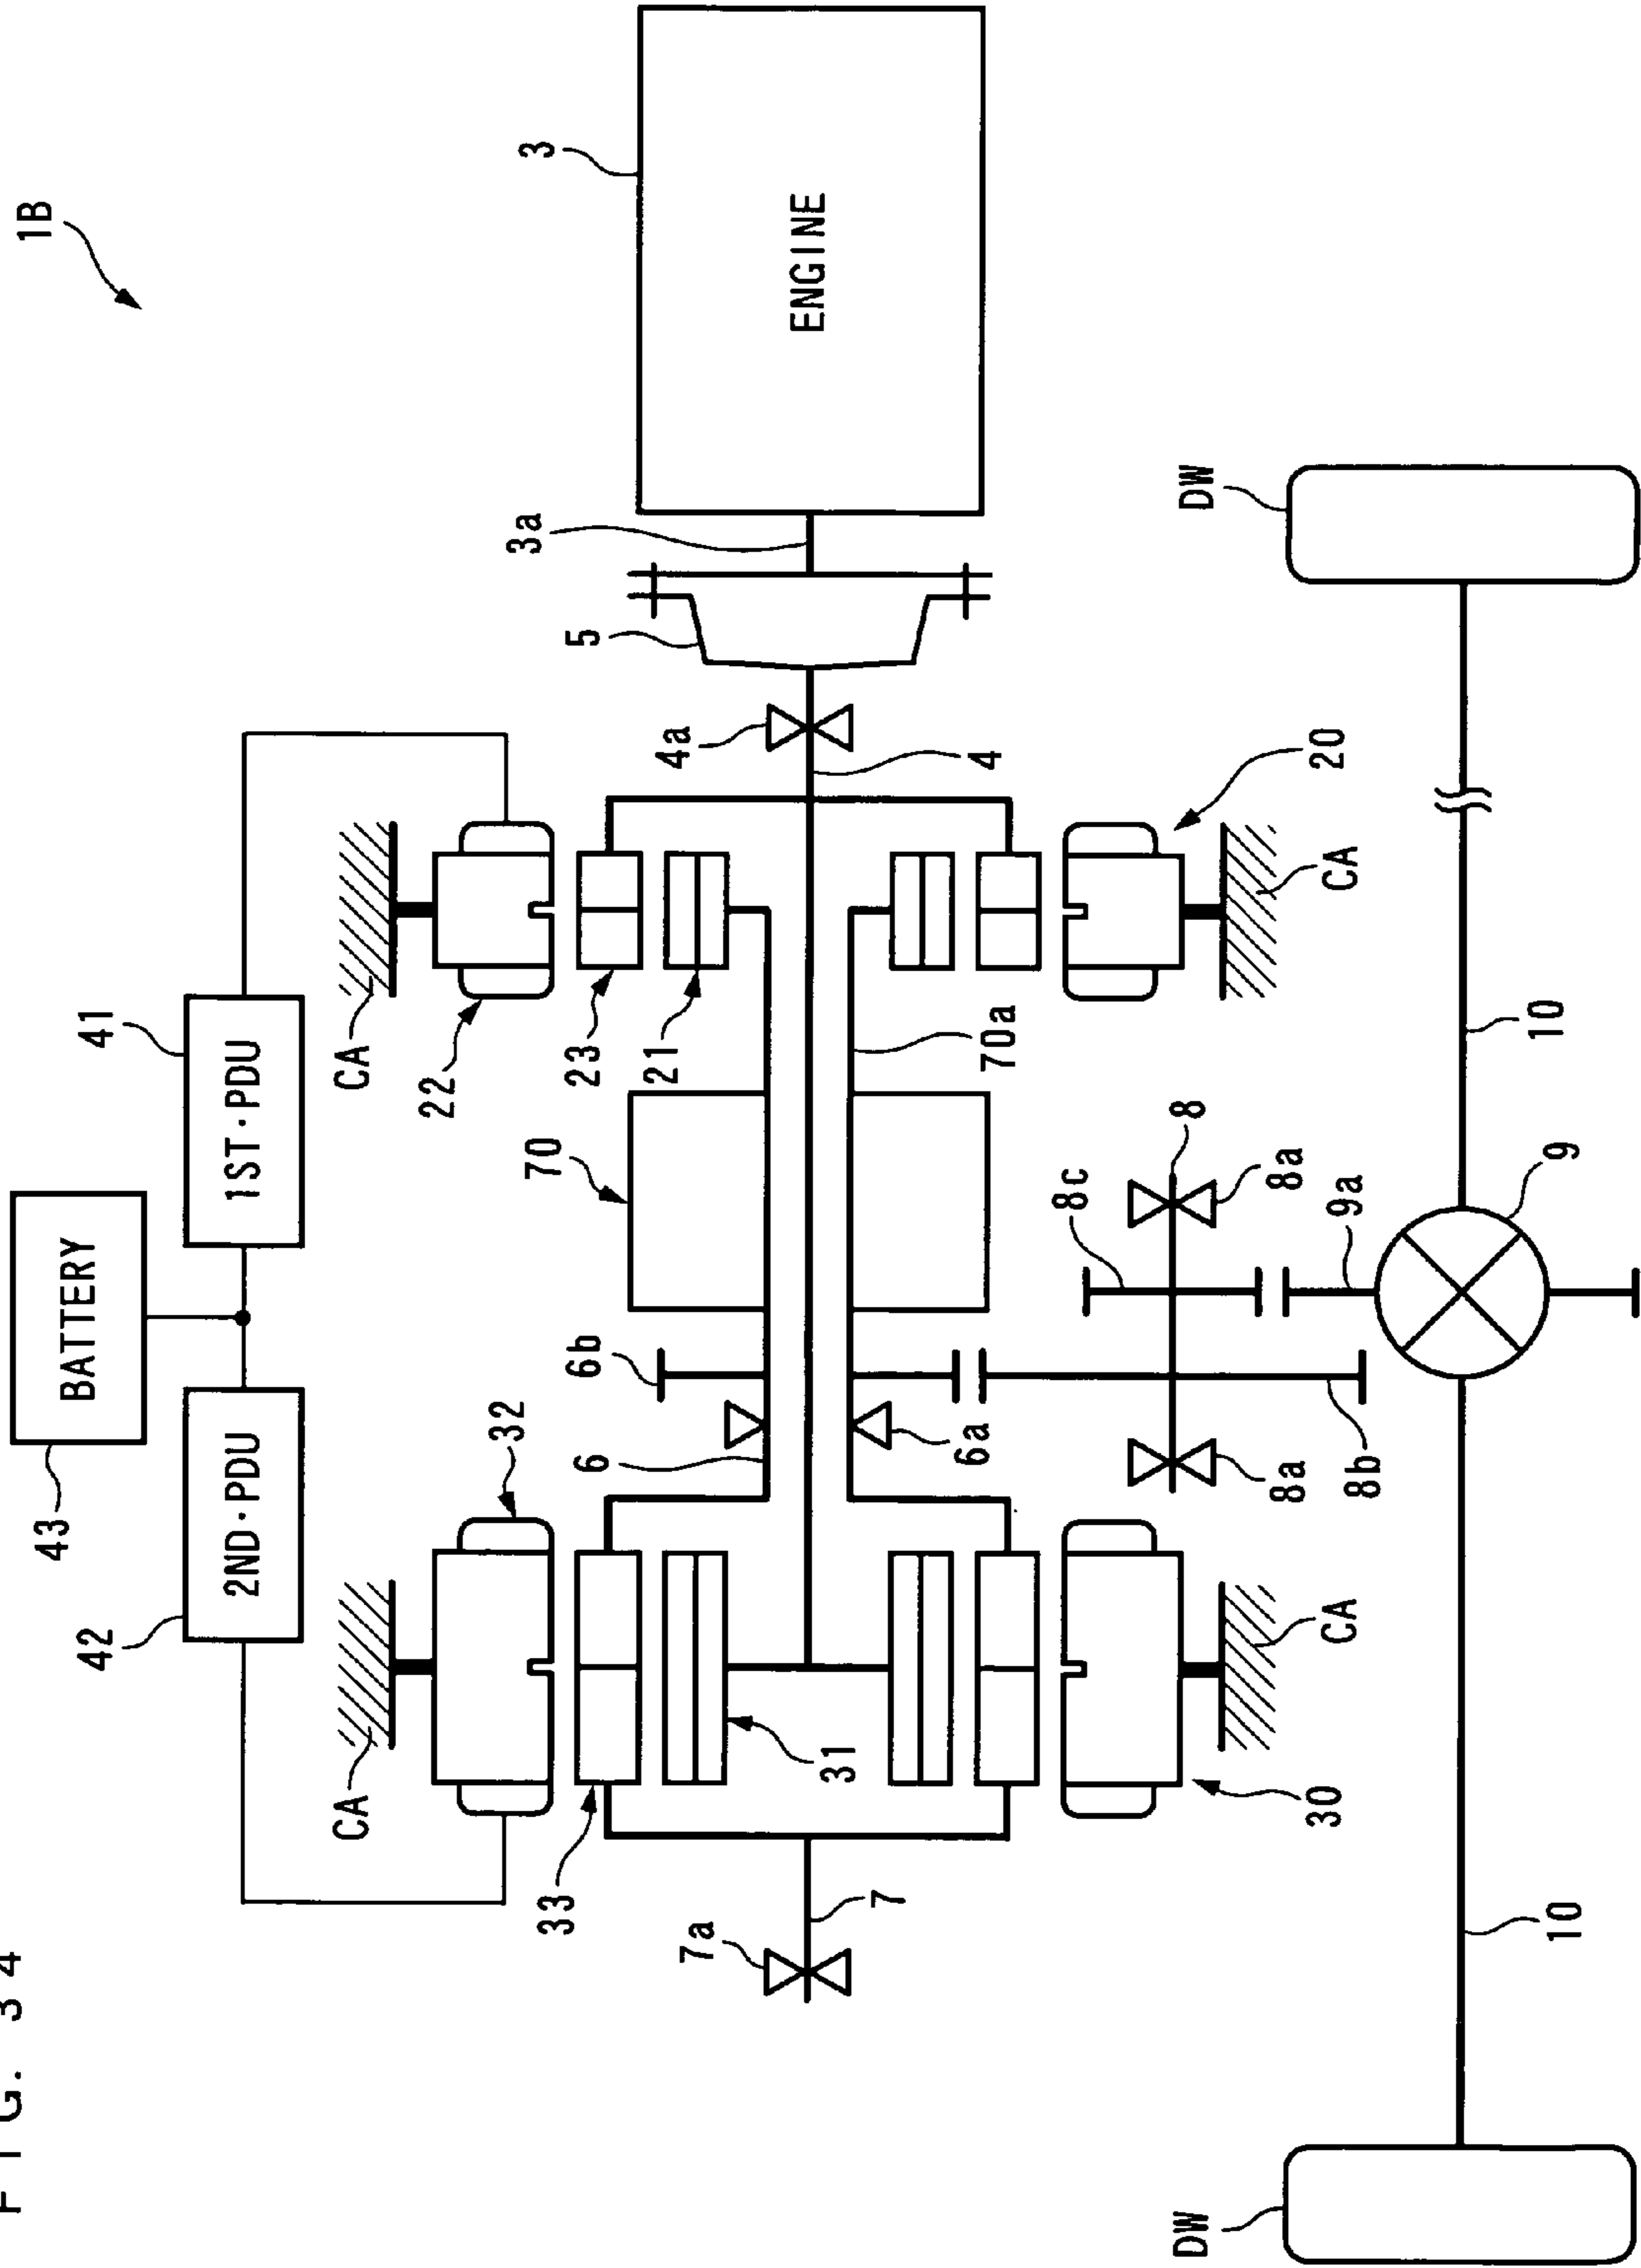 FIG. 34
1B
43
BATTERY
42
41
2ND·PDU
1ST·PDU
CA
CA
22
32
3a
3
33
70
23
6b
6
5
21
4a
7a
ENGINE
31
7
6a
4
70a
8c
8
DW
DW
8a
8a
30
20
CA
CA
9a
8b
10
9
10